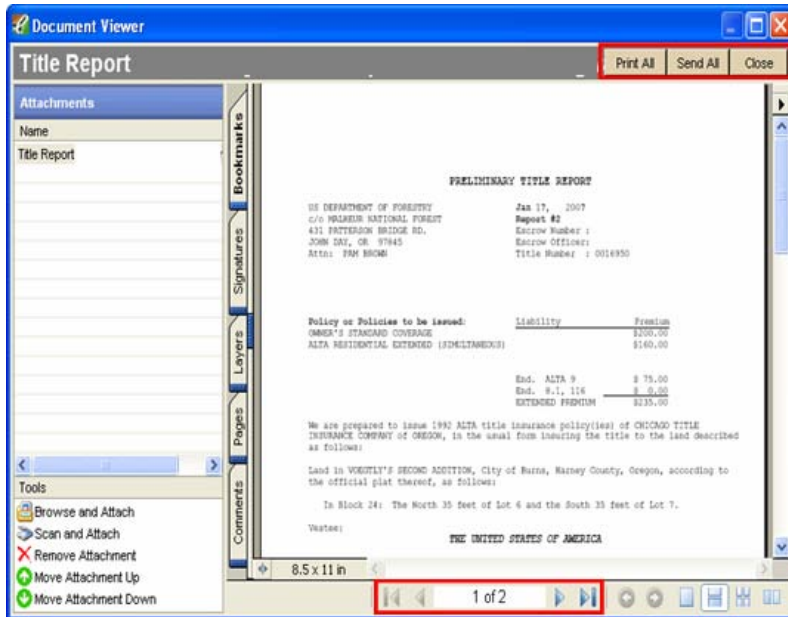 Document Viewer
Title Report
Print All Send All Close
Attachments
Name
Title Report
Browse and Attach
Scan and Attach
Remove Attachment
Move Attachment Up
Move Attachment Down
Tools
Bookmarks
Signatures
Layers
Pages
Comments
PRELIMINARY TITLE REPORT
US DEPARTMENT OF FORESTRY Jan 17, 2007
c/o MALHEUR NATIONAL FOREST Report #2
431 PATTERSON BRIDGE RD. Escrow Number :
JOHN DAY, OR 97845 Escrow Officer:
Attn: PAM BROWN Title Number : 0016950
Policy or Policies to be issued: Liability Premium
OWNER'S STANDARD COVERAGE $200.00
ALTA RESIDENTIAL EXTENDED (SIMULTANEOUS) $160.00
End. ALTA 9 $ 75.00
End. 8.1, 116 $ 0.00
EXTENDED PREMIUM $235.00
We are prepared to issue 1992 ALTA title insurance policy(ies) of CHICAGO TITLE
INSURANCE COMPANY of OREGON, in the usual form insuring the title to the land described
as follows:
Land in VOEGTLY'S SECOND ADDITION, City of Burns, Harney County, Oregon, according to
the official plat thereof, as follows:
In Block 24: The North 35 feet of Lot 6 and the South 35 feet of Lot 7.
Vestee:
THE UNITED STATES OF AMERICA
8.5 x 11 in
1 of 2